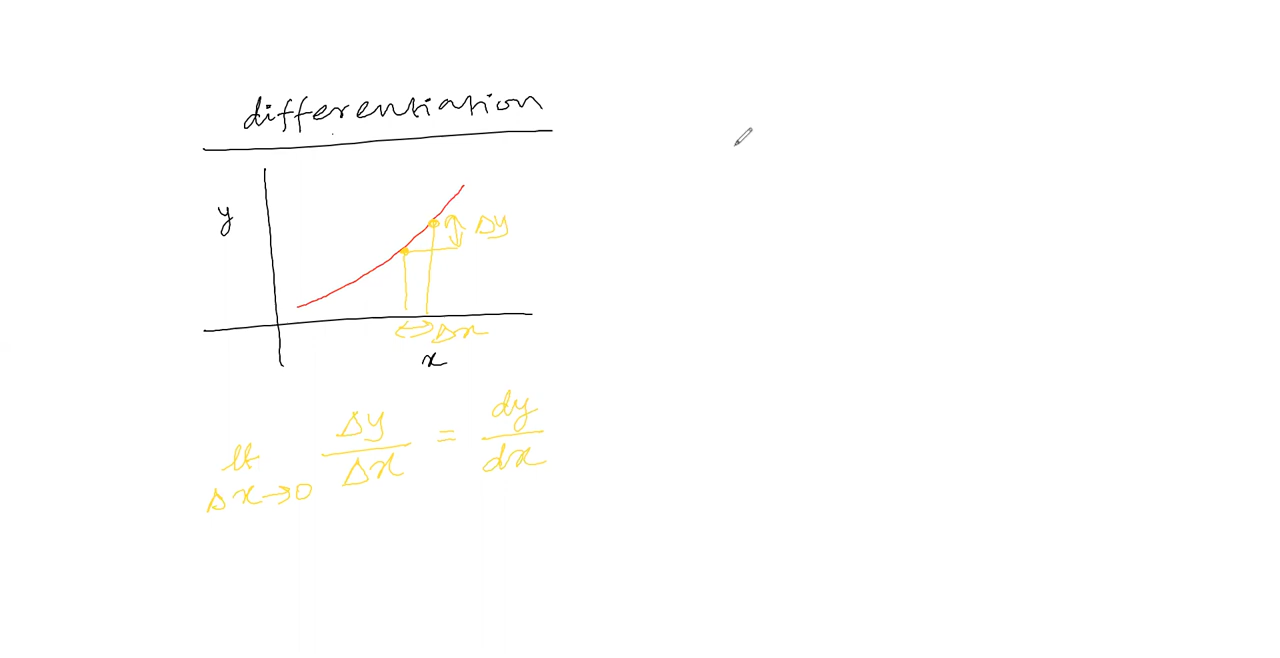 differentiation
y
Δy
Δx
x
lt Δx→0 Δy/Δx = dy/dx